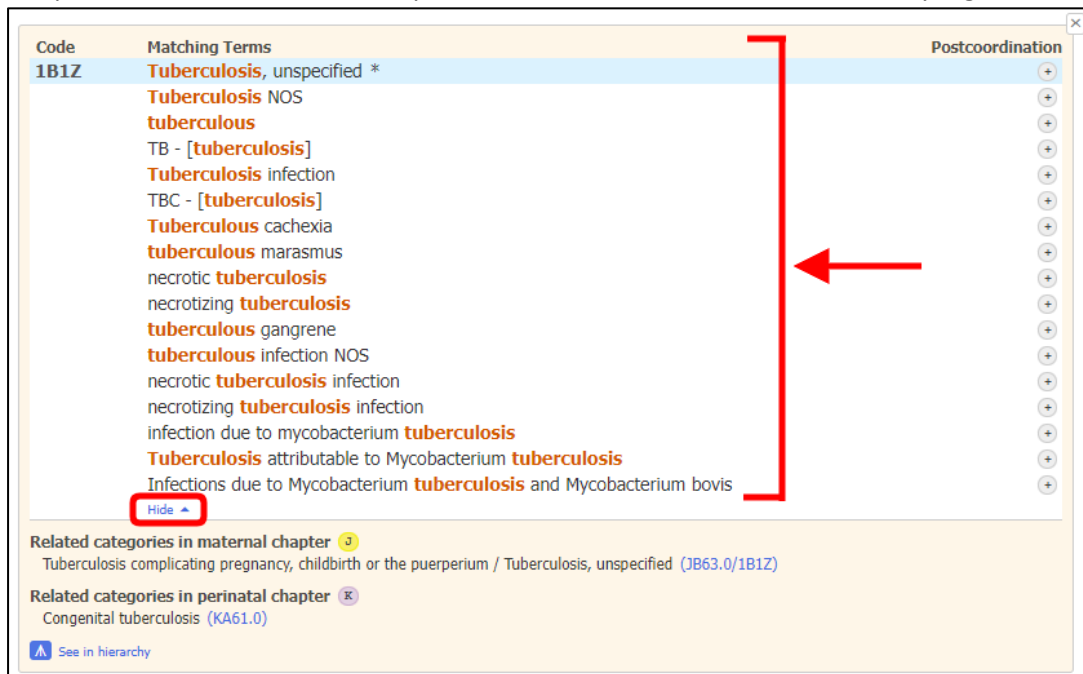 ×
Code Matching Terms Postcoordination
1B1Z Tuberculosis, unspecified * +
Tuberculosis NOS +
tuberculous +
TB - [tuberculosis] +
Tuberculosis infection +
TBC - [tuberculosis] +
Tuberculous cachexia +
tuberculous marasmus +
necrotic tuberculosis +
necrotizing tuberculosis +
tuberculous gangrene +
tuberculous infection NOS +
necrotic tuberculosis infection +
necrotizing tuberculosis infection +
infection due to mycobacterium tuberculosis +
Tuberculosis attributable to Mycobacterium tuberculosis +
Infections due to Mycobacterium tuberculosis and Mycobacterium bovis +
Hide
Related categories in maternal chapter J
Tuberculosis complicating pregnancy, childbirth or the puerperium / Tuberculosis, unspecified (JB63.0/1B1Z)
Related categories in perinatal chapter K
Congenital tuberculosis (KA61.0)
See in hierarchy